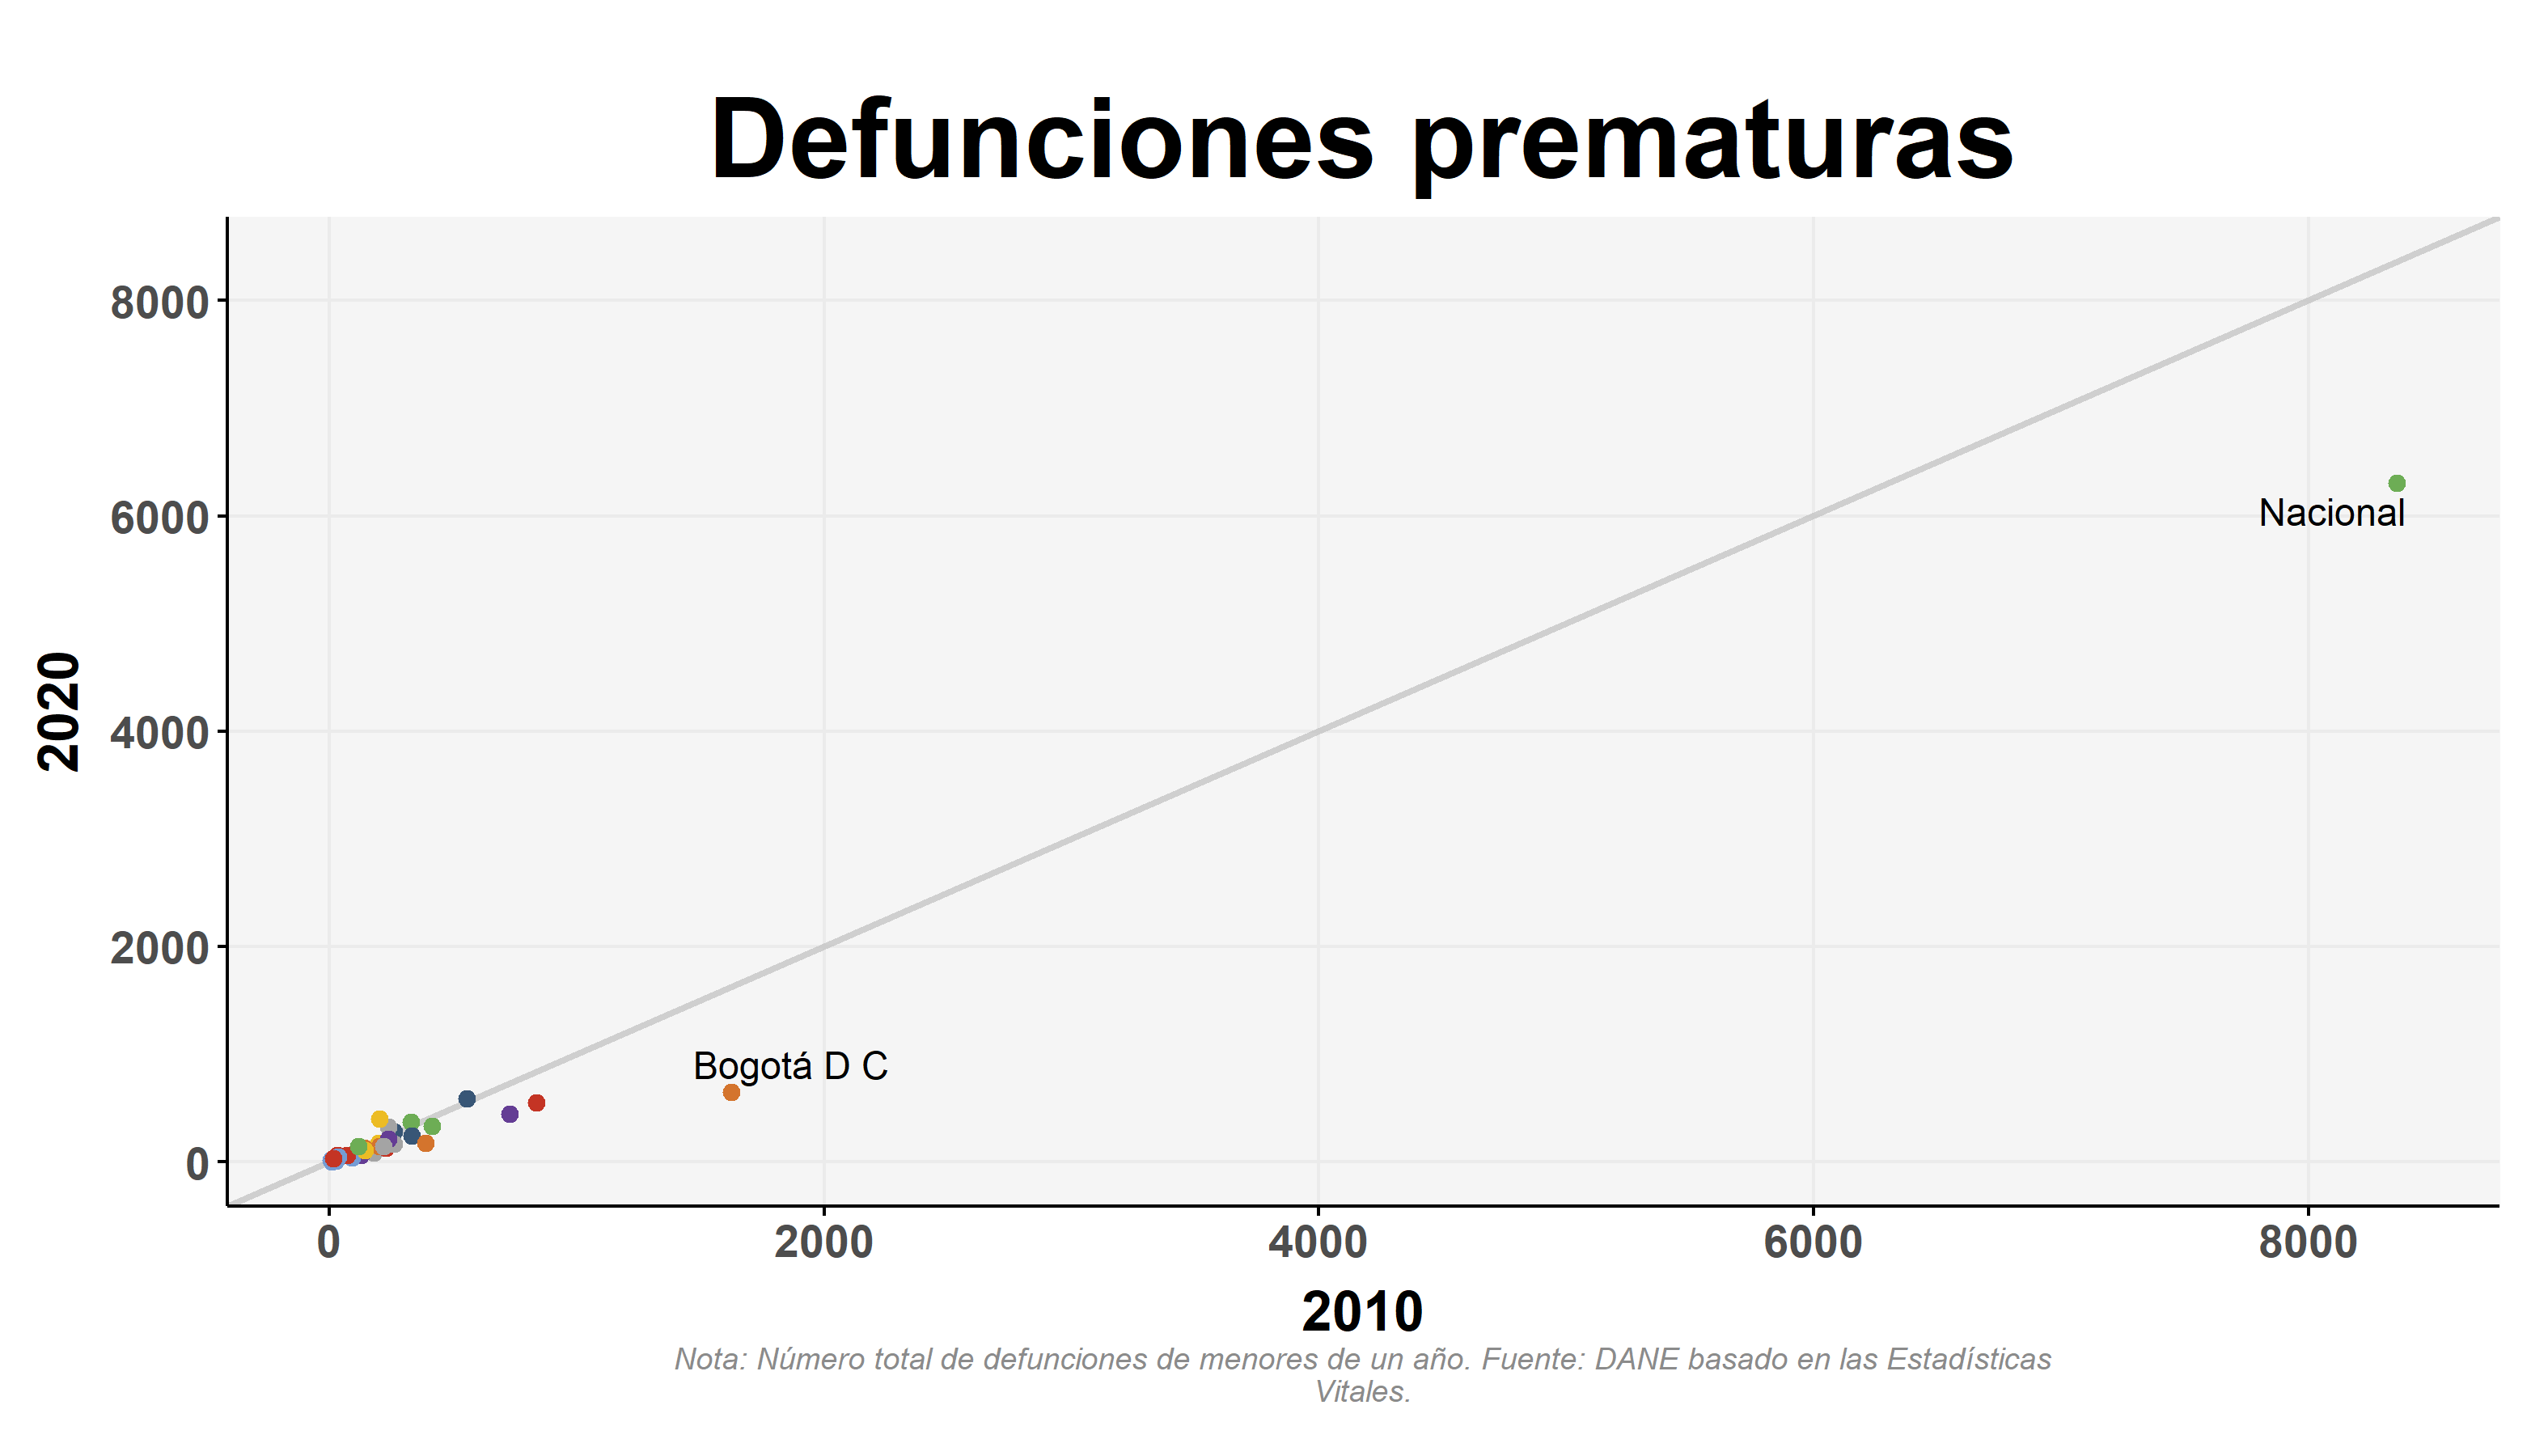 Defunciones prematuras
8000
6000
4000
2000
0
2020
Nacional
Bogotá D C
0 2000 4000 6000 8000
2010
Nota: Número total de defunciones de menores de un año. Fuente: DANE basado en las Estadísticas
Vitales.